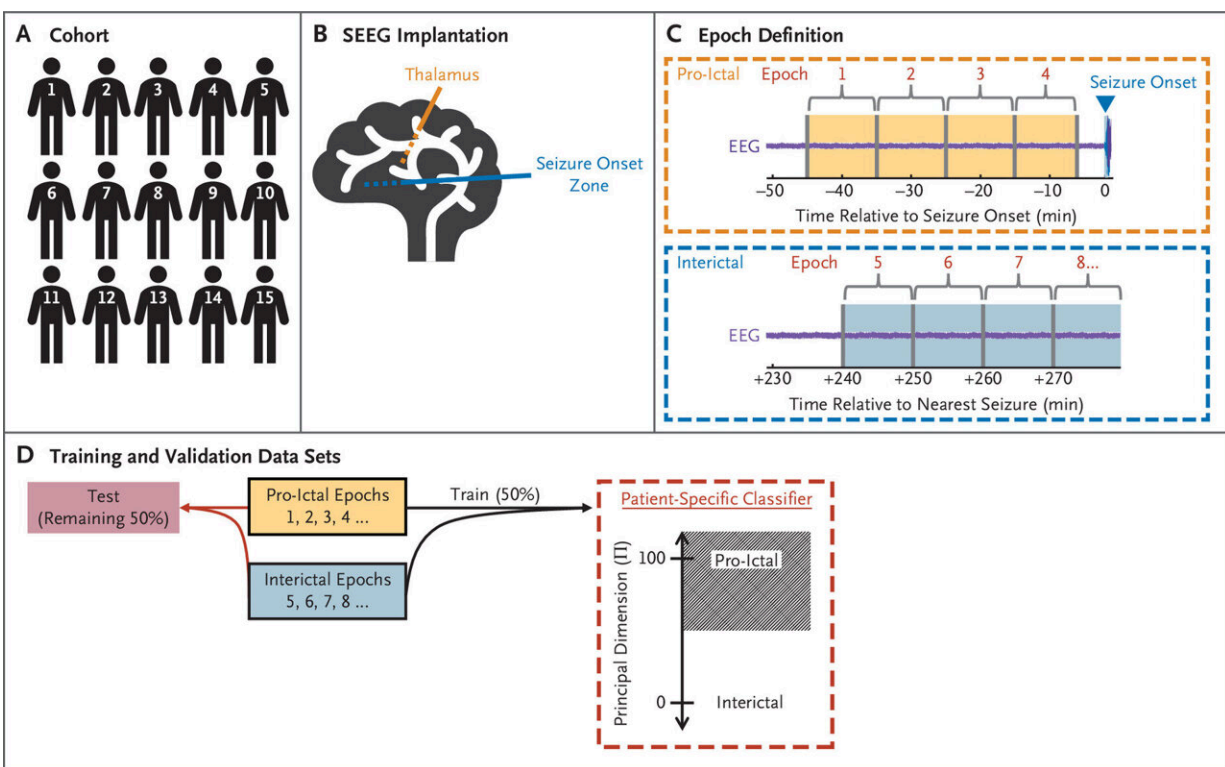 A Cohort
1 2 3 4 5
6 7 8 9 10
11 12 13 14 15
B SEEG Implantation
Thalamus
Seizure Onset
Zone
C Epoch Definition
Pro-Ictal Epoch 1 2 3 4
Seizure Onset
EEG
–50 –40 –30 –20 –10 0
Time Relative to Seizure Onset (min)
Interictal Epoch 5 6 7 8...
EEG
+230 +240 +250 +260 +270
Time Relative to Nearest Seizure (min)
D Training and Validation Data Sets
Test
(Remaining 50%)
Pro-Ictal Epochs
1, 2, 3, 4 ...
Interictal Epochs
5, 6, 7, 8 ...
Train (50%)
Patient-Specific Classifier
Principal Dimension (Π)
100
Pro-Ictal
0
Interictal